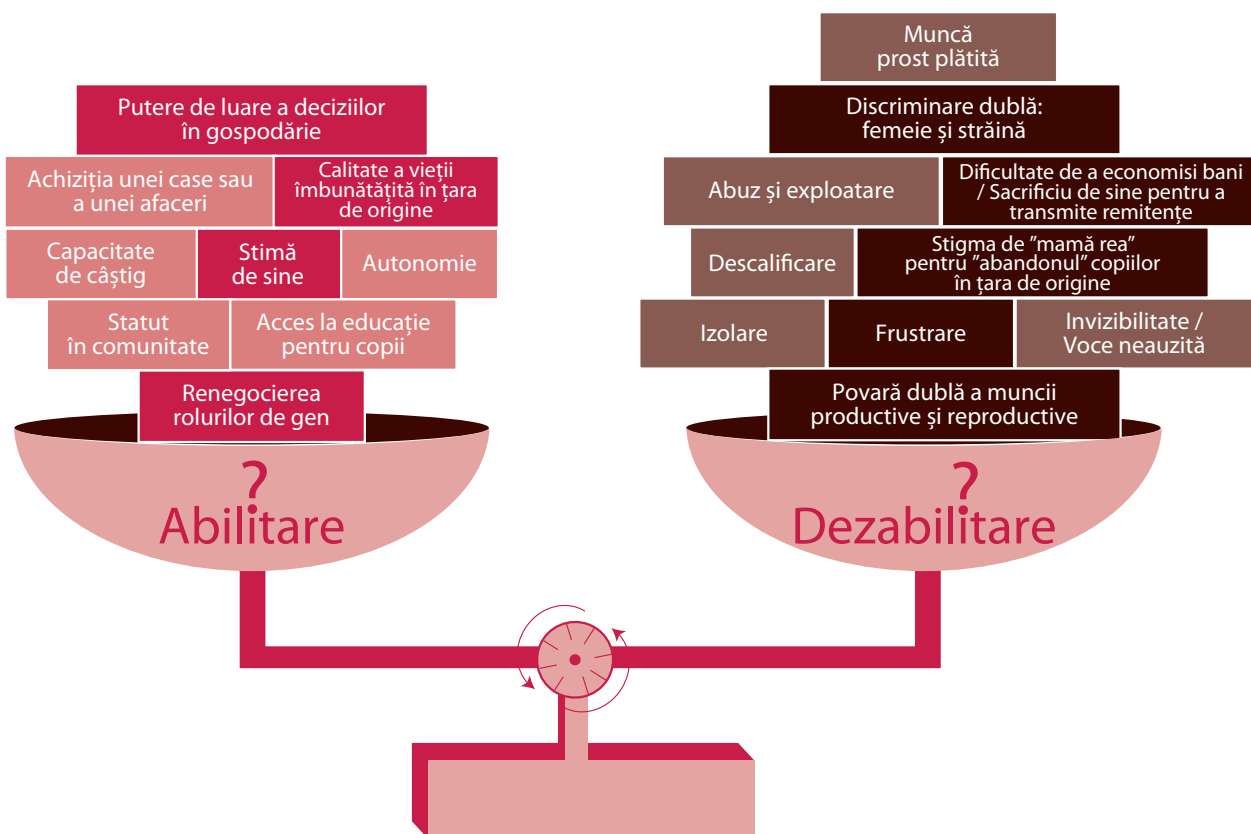 Putere de luare a deciziilor
în gospodărie
Achiziția unei case sau
a unei afaceri
Calitate a vieții
îmbunătățită în țara
de origine
Capacitate
de câștig
Stimă
de sine
Autonomie
Statut
în comunitate
Acces la educație
pentru copii
Renegocierea
rolurilor de gen
?
Abilitare
Muncă
prost plătită
Discriminare dublă:
femeie și străină
Abuz și exploatare
Dificultate de a economisi bani
/ Sacrificiu de sine pentru a
transmite remitențe
Descalificare
Stigma de ”mamă rea”
pentru ”abandonul” copiilor
în țara de origine
Izolare
Frustrare
Invizibilitate /
Voce neauzită
Povară dublă a muncii
productive și reproductive
?
Dezabilitare